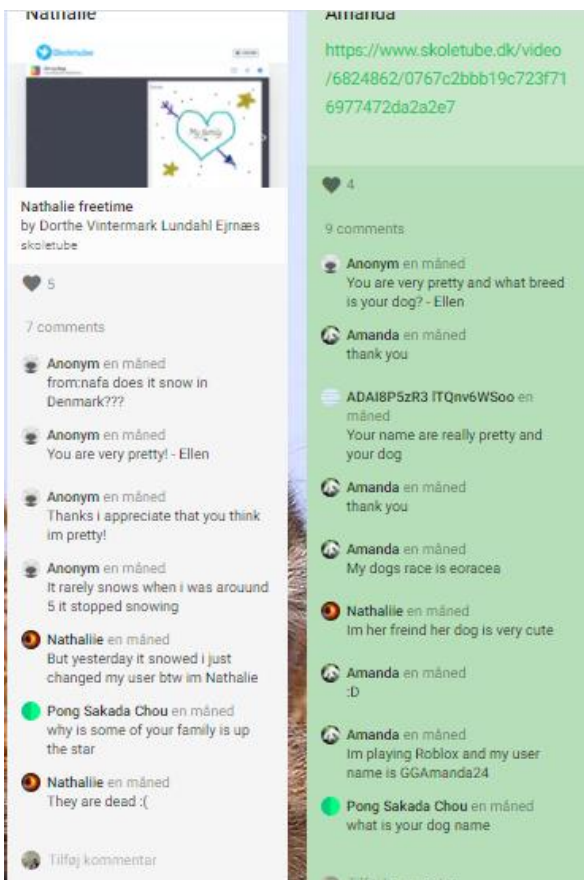 Nathalie
Skoletube
My family
Nathalie freetime
by Dorthe Vintermark Lundahl Ejrnæs
skoletube
5
7 comments
Anonym en måned
from:nafa does it snow in
Denmark???
Anonym en måned
You are very pretty! - Ellen
Anonym en måned
Thanks i appreciate that you think
im pretty!
Anonym en måned
It rarely snows when i was arouund
5 it stopped snowing
Nathaliie en måned
But yesterday it snowed i just
changed my user btw im Nathalie
Pong Sakada Chou en måned
why is some of your family is up
the star
Nathaliie en måned
They are dead :(
Tilføj kommentar
Amanda
https://www.skoletube.dk/video
/6824862/0767c2bbb19c723f71
6977472da2a2e7
4
9 comments
Anonym en måned
You are very pretty and what breed
is your dog? - Ellen
Amanda en måned
thank you
ADAI8P5zR3 lTQnv6WSoo en
måned
Your name are really pretty and
your dog
Amanda en måned
thank you
Amanda en måned
My dogs race is eoracea
Nathaliie en måned
Im her freind her dog is very cute
Amanda en måned
:D
Amanda en måned
Im playing Roblox and my user
name is GGAmanda24
Pong Sakada Chou en måned
what is your dog name